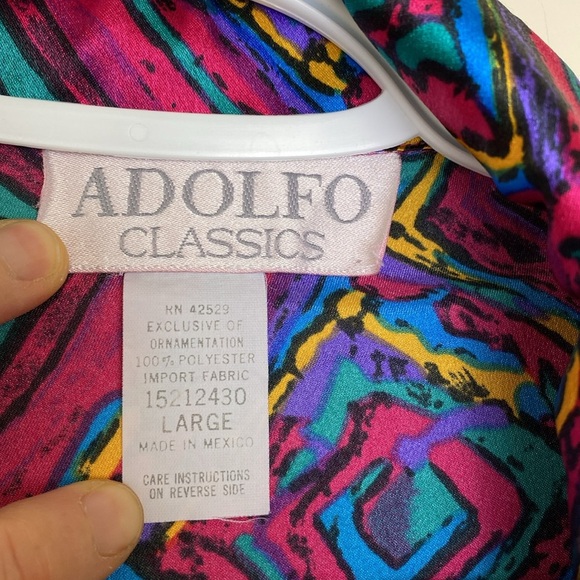 ADOLFO
CLASSICS
RN 42529
EXCLUSIVE OF
ORNAMENTATION
100% POLYESTER
IMPORT FABRIC
15212430
LARGE
MADE IN MEXICO
CARE INSTRUCTIONS
ON REVERSE SIDE